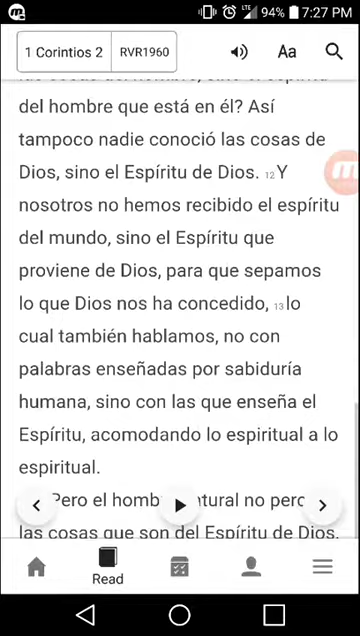 LTE 94% 7:27 PM
1 Corintios 2 RVR1960 Aa
del hombre que está en él? Así
tampoco nadie conoció las cosas de
Dios, sino el Espíritu de Dios. 12 Y
nosotros no hemos recibido el espíritu
del mundo, sino el Espíritu que
proviene de Dios, para que sepamos
lo que Dios nos ha concedido, 13 lo
cual también hablamos, no con
palabras enseñadas por sabiduría
humana, sino con las que enseña el
Espíritu, acomodando lo espiritual a lo
espiritual.
Pero el no
las cosas que son del Espíritu de Dios,
Read